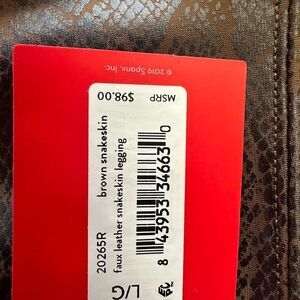 © 2019 Spanx, Inc.
MSRP $98.00
20265R brown snakeskin
faux leather snakeskin legging
8 43953 34663 0
L/G